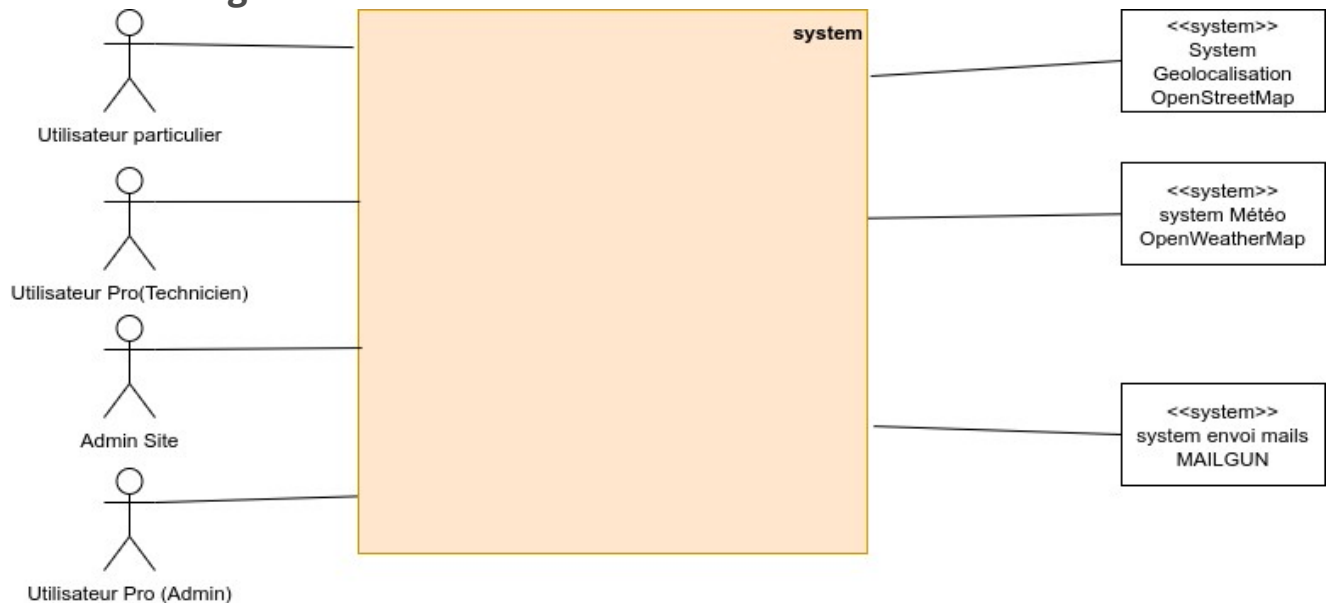 system
Utilisateur particulier
Utilisateur Pro(Technicien)
Admin Site
Utilisateur Pro (Admin)
<<system>>
System
Geolocalisation
OpenStreetMap
<<system>>
system Météo
OpenWeatherMap
<<system>>
system envoi mails
MAILGUN